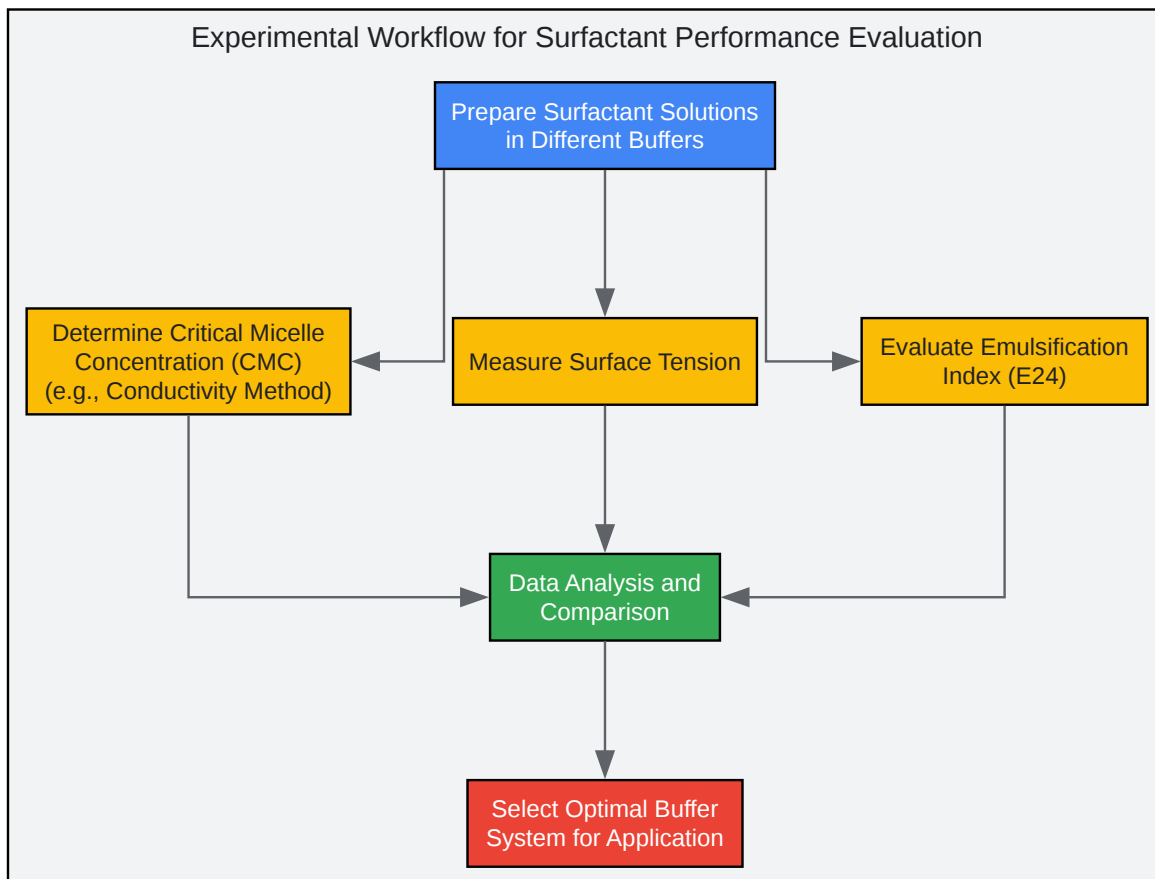 Experimental Workflow for Surfactant Performance Evaluation
Prepare Surfactant Solutions
in Different Buffers
Determine Critical Micelle
Concentration (CMC)
(e.g., Conductivity Method)
Measure Surface Tension
Evaluate Emulsification
Index (E24)
Data Analysis and
Comparison
Select Optimal Buffer
System for Application